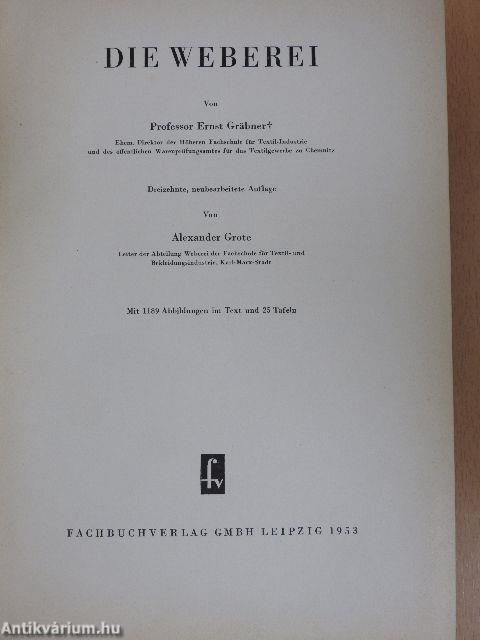 DIE WEBEREI
Von
Professor Ernst Gräbner†
Ehem. Direktor der Höheren Fachschule für Textil-Industrie
und des öffentlichen Warenprüfungsamtes für das Textilgewerbe zu Chemnitz
Dreizehnte, neubearbeitete Auflage
Von
Alexander Grote
Leiter der Abteilung Weberei der Fachschule für Textil- und
Bekleidungsindustrie, Karl-Marx-Stadt
Mit 1189 Abbildungen im Text und 25 Tafeln
fv
FACHBUCHVERLAG GMBH LEIPZIG 1953
Antikvárium.hu